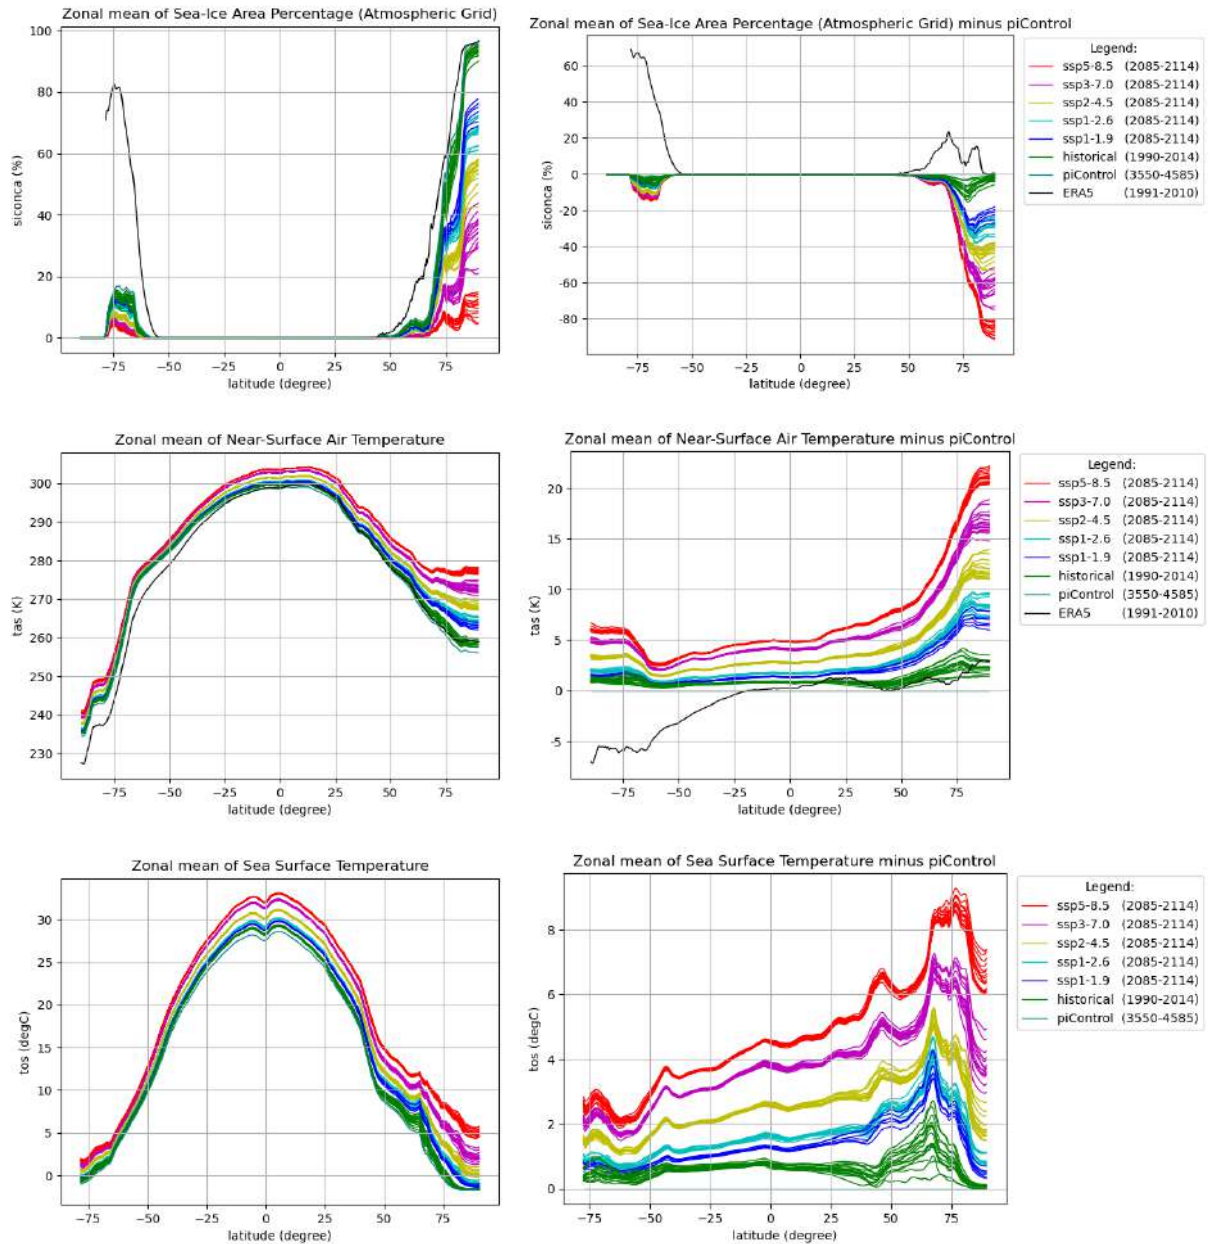 Zonal mean of Sea-Ice Area Percentage (Atmospheric Grid)
100
80
60
40
20
0
siconca (%)
−75 −50 −25 0 25 50 75
latitude (degree)
Zonal mean of Sea-Ice Area Percentage (Atmospheric Grid) minus piControl
60
40
20
0
-20
-40
-60
-80
siconca (%)
−75 −50 −25 0 25 50 75
latitude (degree)
Legend:
ssp5-8.5 (2085-2114)
ssp3-7.0 (2085-2114)
ssp2-4.5 (2085-2114)
ssp1-2.6 (2085-2114)
ssp1-1.9 (2085-2114)
historical (1990-2014)
piControl (3550-4585)
ERA5 (1991-2010)
Zonal mean of Near-Surface Air Temperature
300
290
280
270
260
250
240
230
tas (K)
−75 −50 −25 0 25 50 75
latitude (degree)
Zonal mean of Near-Surface Air Temperature minus piControl
20
15
10
5
0
-5
tas (K)
−75 −50 −25 0 25 50 75
latitude (degree)
Legend:
ssp5-8.5 (2085-2114)
ssp3-7.0 (2085-2114)
ssp2-4.5 (2085-2114)
ssp1-2.6 (2085-2114)
ssp1-1.9 (2085-2114)
historical (1990-2014)
piControl (3550-4585)
ERA5 (1991-2010)
Zonal mean of Sea Surface Temperature
30
25
20
15
10
5
0
tos (degC)
−75 −50 −25 0 25 50 75
latitude (degree)
Zonal mean of Sea Surface Temperature minus piControl
8
6
4
2
0
tos (degC)
−75 −50 −25 0 25 50 75
latitude (degree)
Legend:
ssp5-8.5 (2085-2114)
ssp3-7.0 (2085-2114)
ssp2-4.5 (2085-2114)
ssp1-2.6 (2085-2114)
ssp1-1.9 (2085-2114)
historical (1990-2014)
piControl (3550-4585)